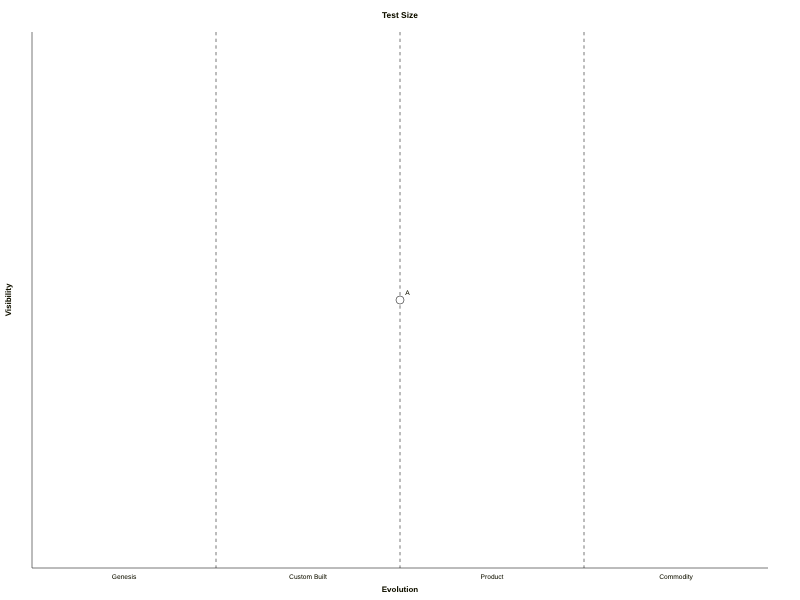 Test Size
A
Visibility
Genesis
Custom Built
Product
Commodity
Evolution